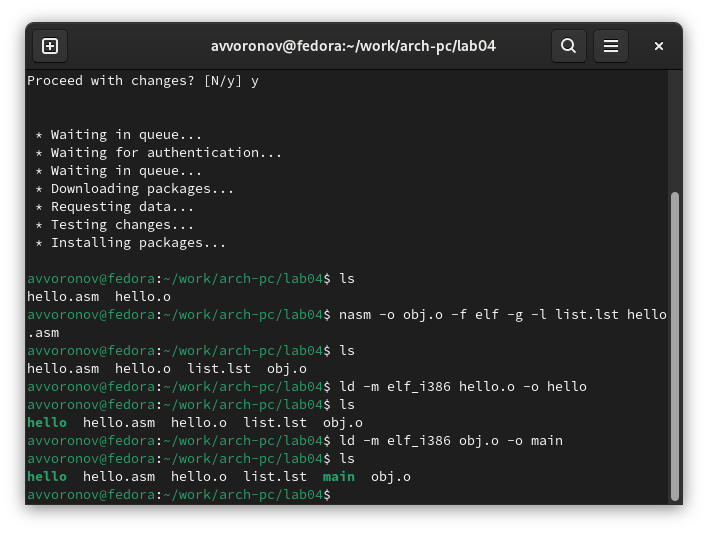 avvoronov@fedora:~/work/arch-pc/lab04
Proceed with changes? [N/y] y
* Waiting in queue...
* Waiting for authentication...
* Waiting in queue...
* Downloading packages...
* Requesting data...
* Testing changes...
* Installing packages...
avvoronov@fedora:~/work/arch-pc/lab04$ ls
hello.asm  hello.o
avvoronov@fedora:~/work/arch-pc/lab04$ nasm -o obj.o -f elf -g -l list.lst hello
.asm
avvoronov@fedora:~/work/arch-pc/lab04$ ls
hello.asm  hello.o  list.lst  obj.o
avvoronov@fedora:~/work/arch-pc/lab04$ ld -m elf_i386 hello.o -o hello
avvoronov@fedora:~/work/arch-pc/lab04$ ls
hello  hello.asm  hello.o  list.lst  obj.o
avvoronov@fedora:~/work/arch-pc/lab04$ ld -m elf_i386 obj.o -o main
avvoronov@fedora:~/work/arch-pc/lab04$ ls
hello  hello.asm  hello.o  list.lst  main  obj.o
avvoronov@fedora:~/work/arch-pc/lab04$